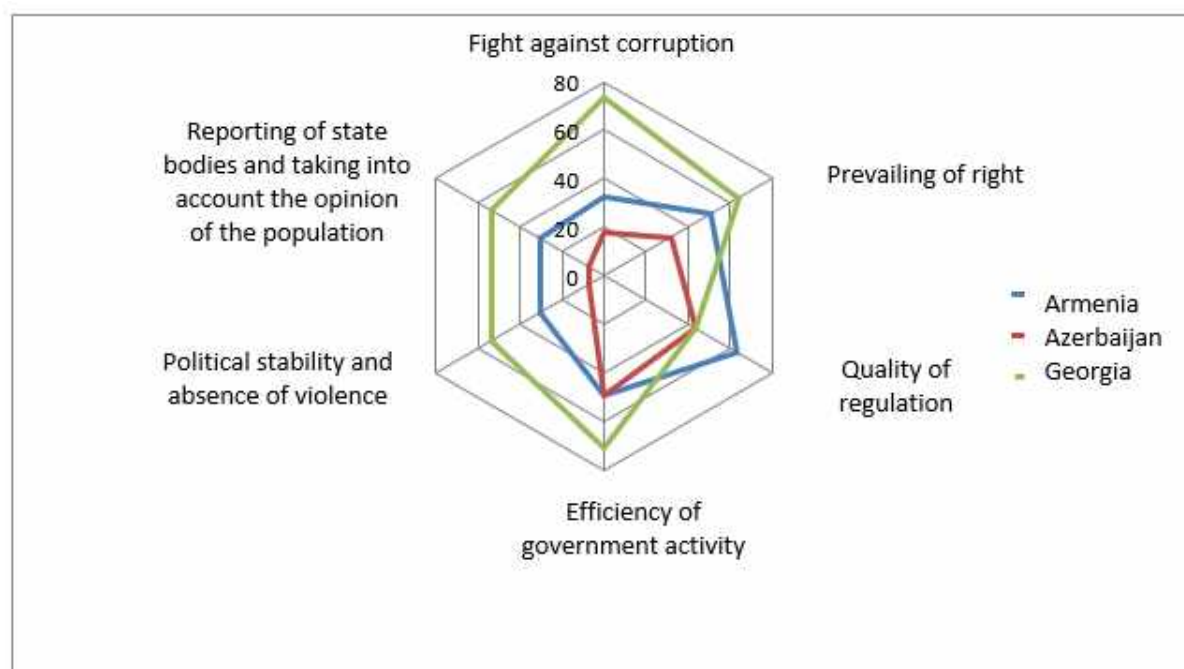 Fight against corruption
80
60
40
20
0
Reporting of state
bodies and taking into
account the opinion
of the population
Prevailing of right
Political stability and
absence of violence
Quality of
regulation
Efficiency of
government activity
Armenia
Azerbaijan
Georgia